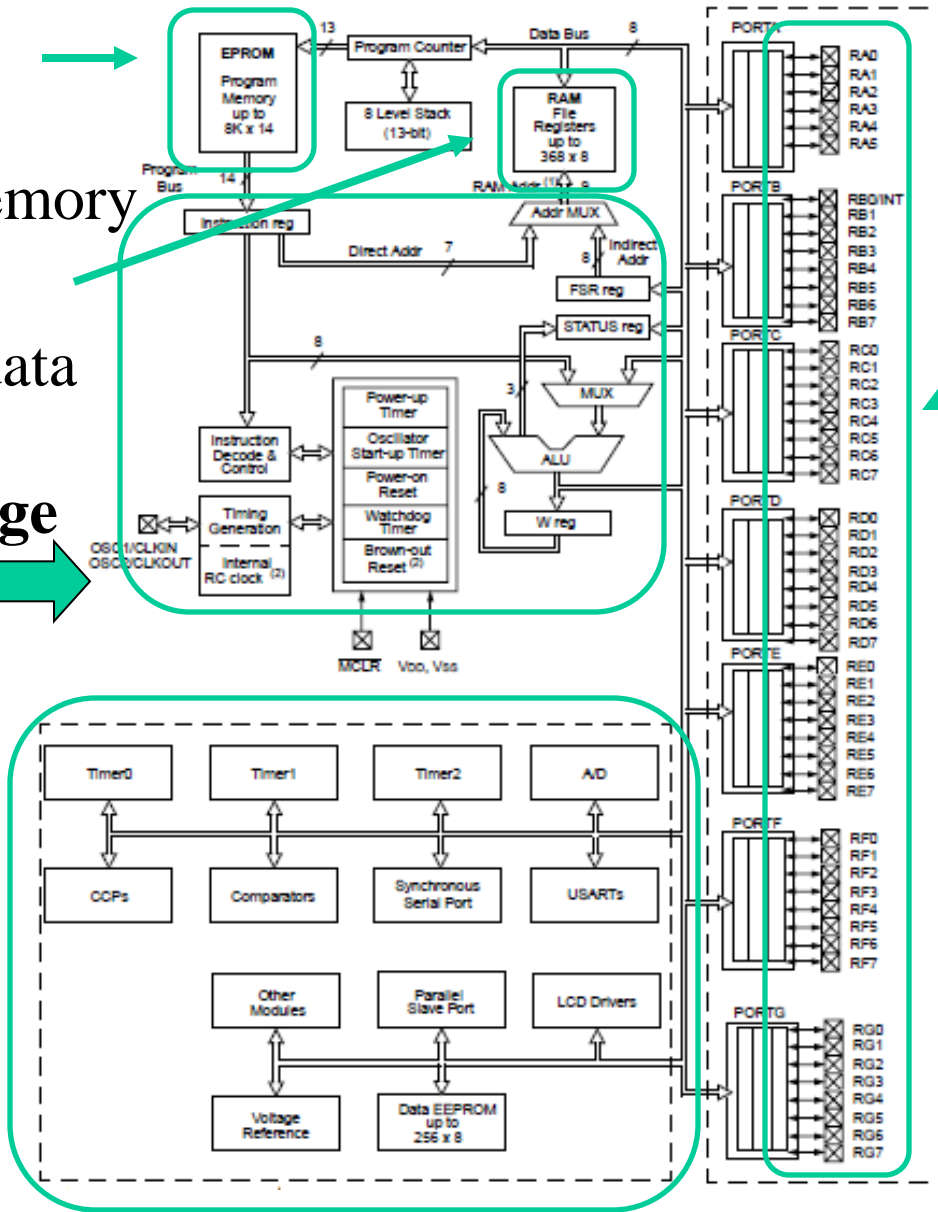 EPROM
Program
Memory
up to
8K x 14
13
Program Counter
8 Level Stack
(13-bit)
Data Bus
8
RAM
File
Registers
up to
368 x 8
Program
Bus
14
RAM Addr (1)
9
emory
Instruction reg
Addr MUX
Direct Addr
7
8
Indirect
Addr
FSR reg
STATUS reg
8
lata
3
MUX
Power-up
Timer
Oscillator
Start-up Timer
Power-on
Reset
Watchdog
Timer
Brown-out
Reset (2)
Instruction
Decode &
Control
ALU
8
W reg
ge
Timing
Generation
Internal
RC clock (2)
OSC1/CLKIN
OSC2/CLKOUT
MCLR
VDD, VSS
Timer0
Timer1
Timer2
A/D
CCPs
Comparators
Synchronous
Serial Port
USARTs
Other
Modules
Parallel
Slave Port
LCD Drivers
Voltage
Reference
Data EEPROM
up to
256 x 8
PORTA
RA0
RA1
RA2
RA3
RA4
RA5
PORTB
RB0/INT
RB1
RB2
RB3
RB4
RB5
RB6
RB7
PORTC
RC0
RC1
RC2
RC3
RC4
RC5
RC6
RC7
PORTD
RD0
RD1
RD2
RD3
RD4
RD5
RD6
RD7
PORTE
RE0
RE1
RE2
RE3
RE4
RE5
RE6
RE7
PORTF
RF0
RF1
RF2
RF3
RF4
RF5
RF6
RF7
PORTG
RG0
RG1
RG2
RG3
RG4
RG5
RG6
RG7